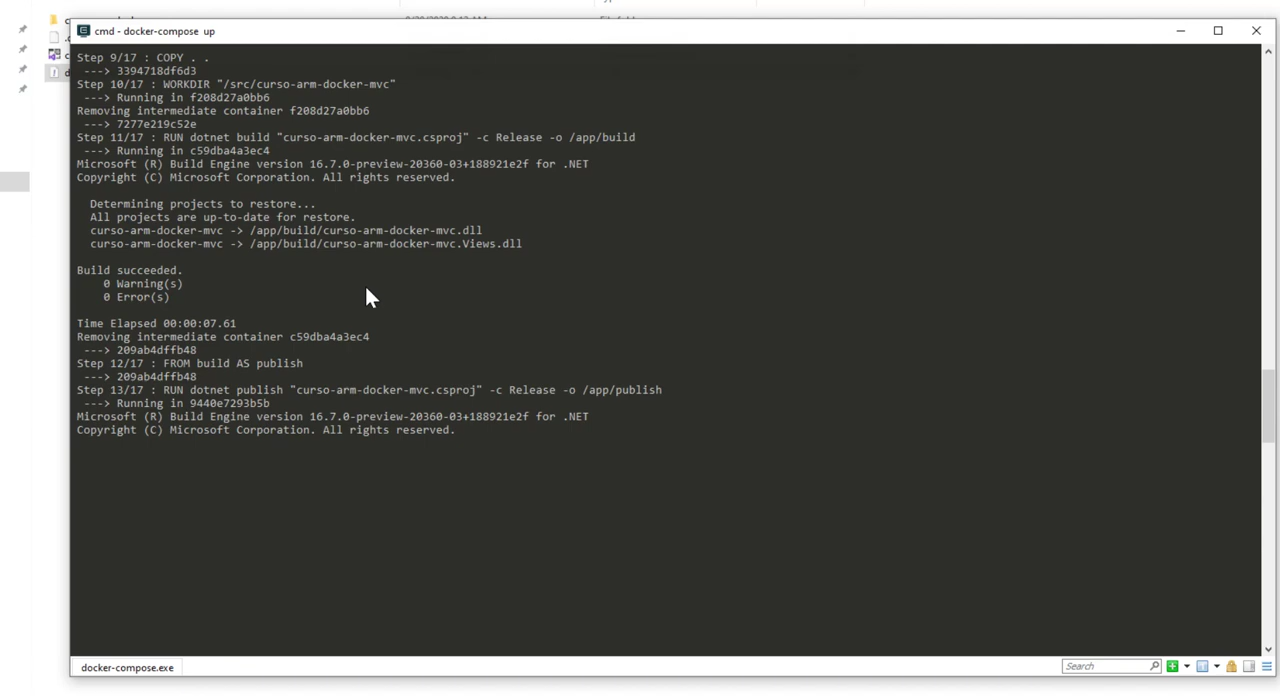 cmd - docker-compose up
Step 9/17 : COPY . .
---> 3394718df6d3
Step 10/17 : WORKDIR "/src/curso-arm-docker-mvc"
---> Running in f208d27a0bb6
Removing intermediate container f208d27a0bb6
---> 7277e219c52e
Step 11/17 : RUN dotnet build "curso-arm-docker-mvc.csproj" -c Release -o /app/build
---> Running in c59dba4a3ec4
Microsoft (R) Build Engine version 16.7.0-preview-20360-03+188921e2f for .NET
Copyright (C) Microsoft Corporation. All rights reserved.
Determining projects to restore...
All projects are up-to-date for restore.
curso-arm-docker-mvc -> /app/build/curso-arm-docker-mvc.dll
curso-arm-docker-mvc -> /app/build/curso-arm-docker-mvc.Views.dll
Build succeeded.
0 Warning(s)
0 Error(s)
Time Elapsed 00:00:07.61
Removing intermediate container c59dba4a3ec4
---> 209ab4dffb48
Step 12/17 : FROM build AS publish
---> 209ab4dffb48
Step 13/17 : RUN dotnet publish "curso-arm-docker-mvc.csproj" -c Release -o /app/publish
---> Running in 9440e7293b5b
Microsoft (R) Build Engine version 16.7.0-preview-20360-03+188921e2f for .NET
Copyright (C) Microsoft Corporation. All rights reserved.
docker-compose.exe
Search